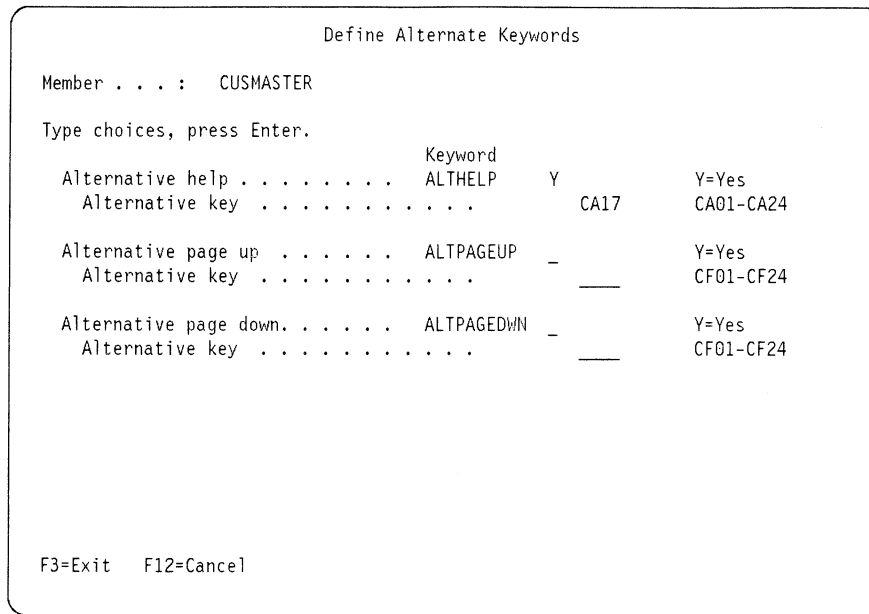 Define Alternate Keywords
Member . . . :   CUSMASTER
Type choices, press Enter.
Keyword
Alternative help . . . . . . . .   ALTHELP   Y   Y=Yes
Alternative key  . . . . . . . . . . .   CA17   CA01-CA24
Alternative page up  . . . . . .   ALTPAGEUP   _   Y=Yes
Alternative key  . . . . . . . . . . .   ____   CF01-CF24
Alternative page down. . . . . .   ALTPAGEDWN   _   Y=Yes
Alternative key  . . . . . . . . . . .   ____   CF01-CF24
F3=Exit   F12=Cancel